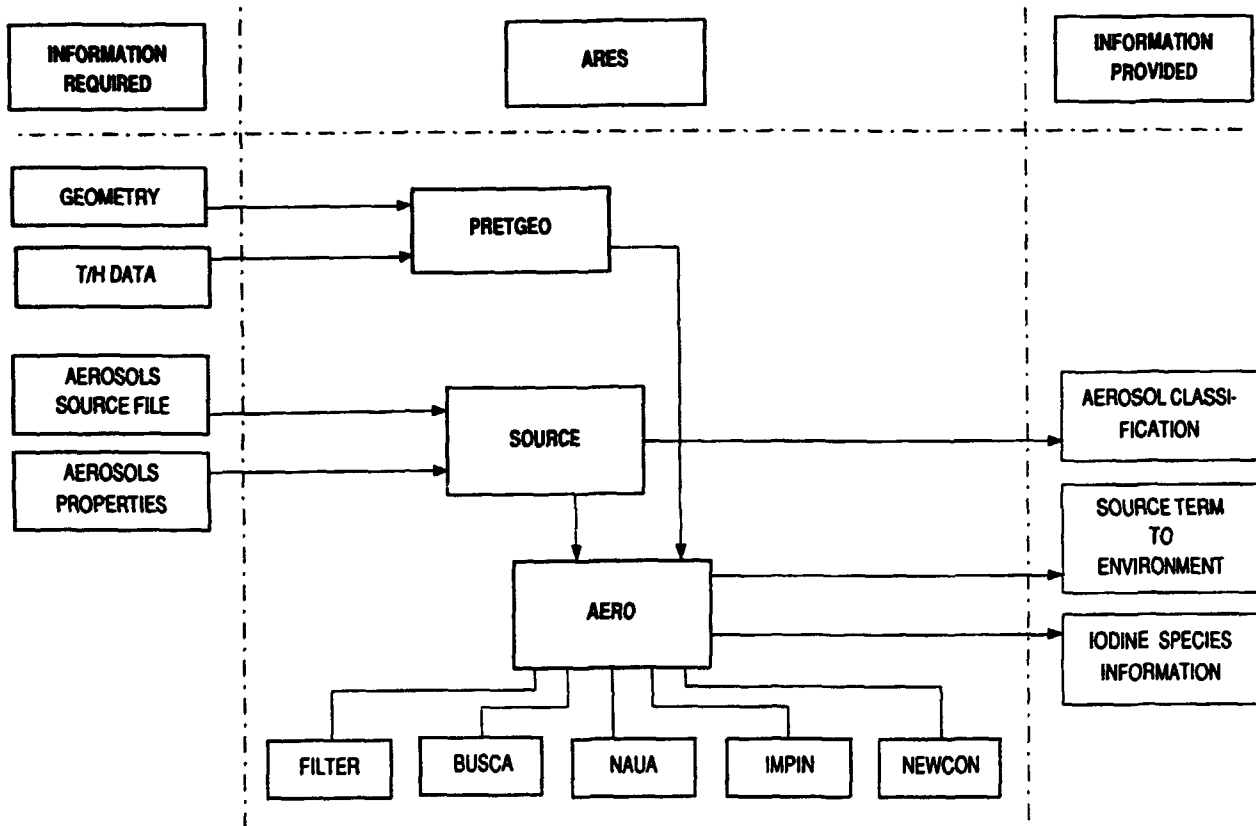 INFORMATION
REQUIRED
ARES
INFORMATION
PROVIDED
GEOMETRY
PRETGEO
T/H DATA
AEROSOLS
SOURCE FILE
SOURCE
AEROSOL CLASSI-
FICATION
AEROSOLS
PROPERTIES
SOURCE TERM
TO
ENVIRONMENT
AERO
IODINE SPECIES
INFORMATION
FILTER
BUSCA
NAUA
IMPIN
NEWCON